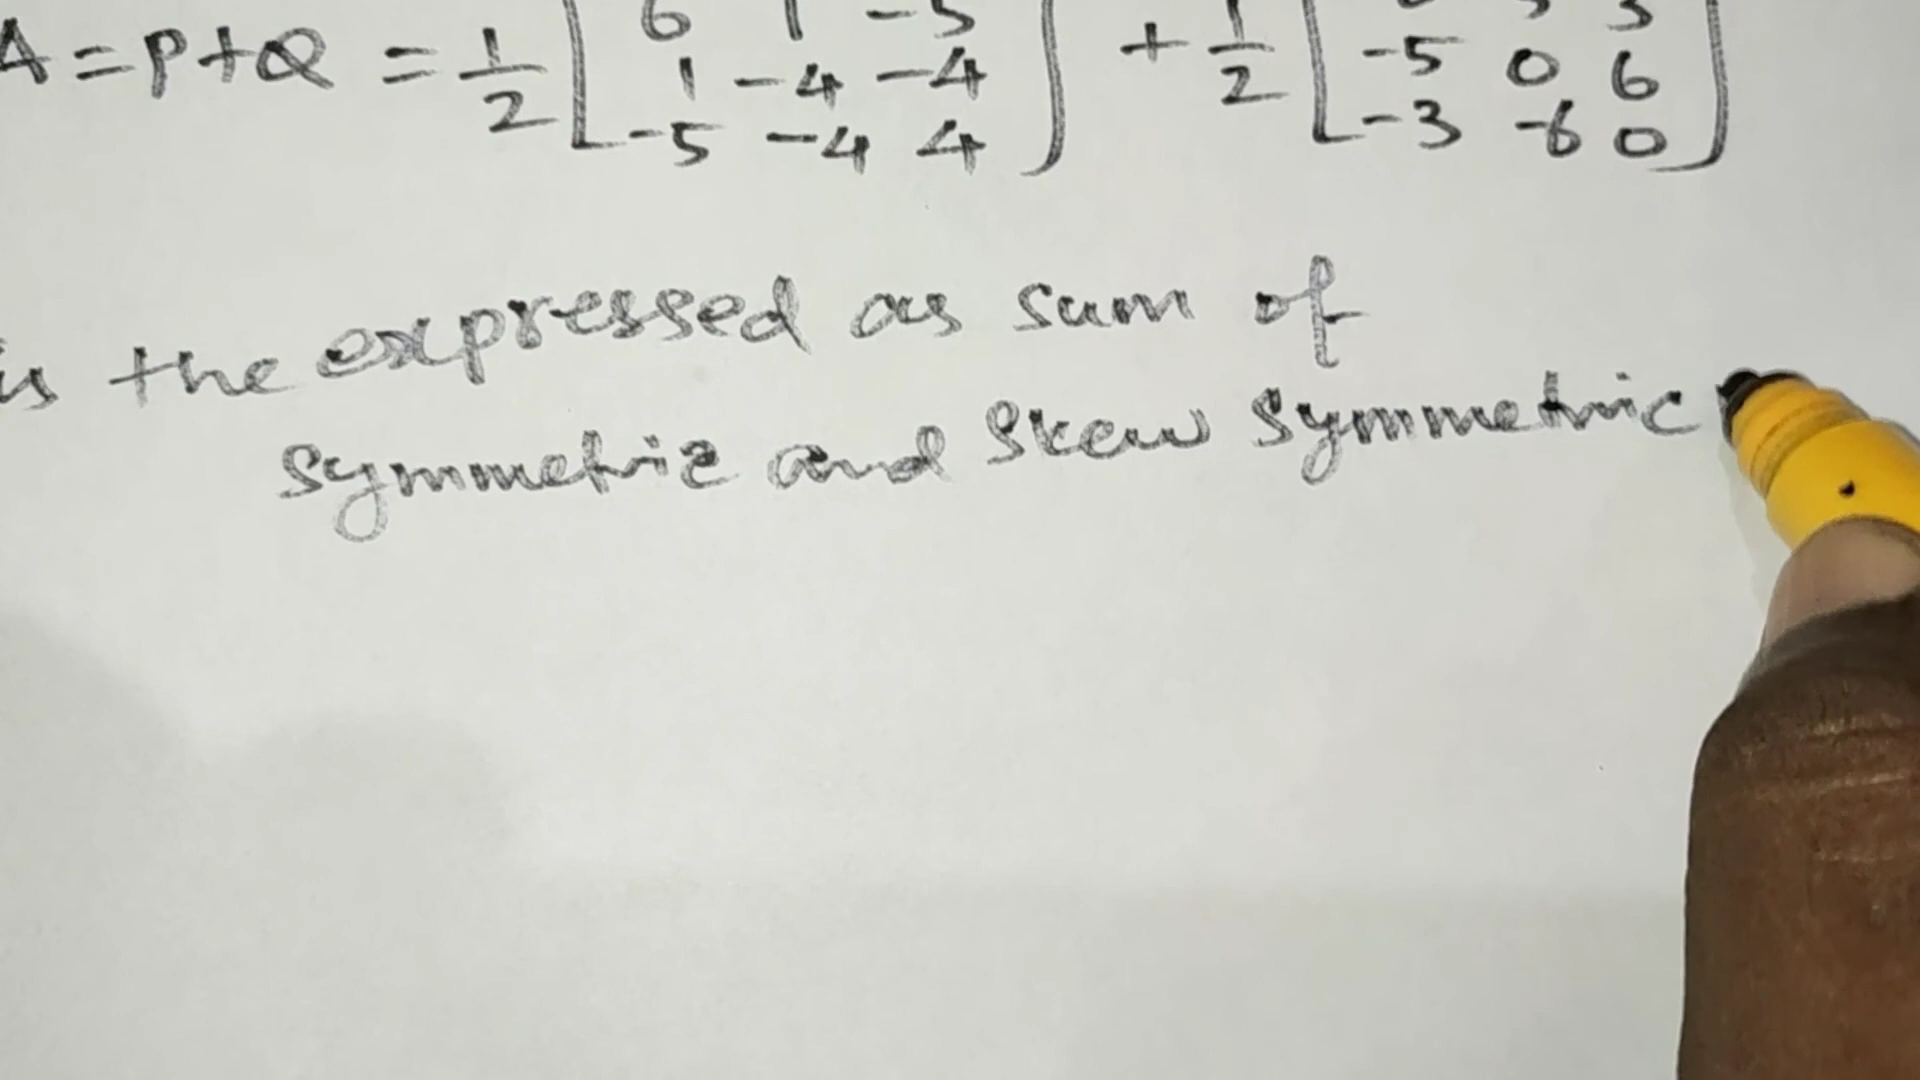 A = P + Q = 1/2 [ 6 1 -5 ; 1 -4 -4 ; -5 -4 4 ] + 1/2 [ -5 0 6 ; -3 -6 0 ]
is the expressed as sum of
symmetric and skew symmetric